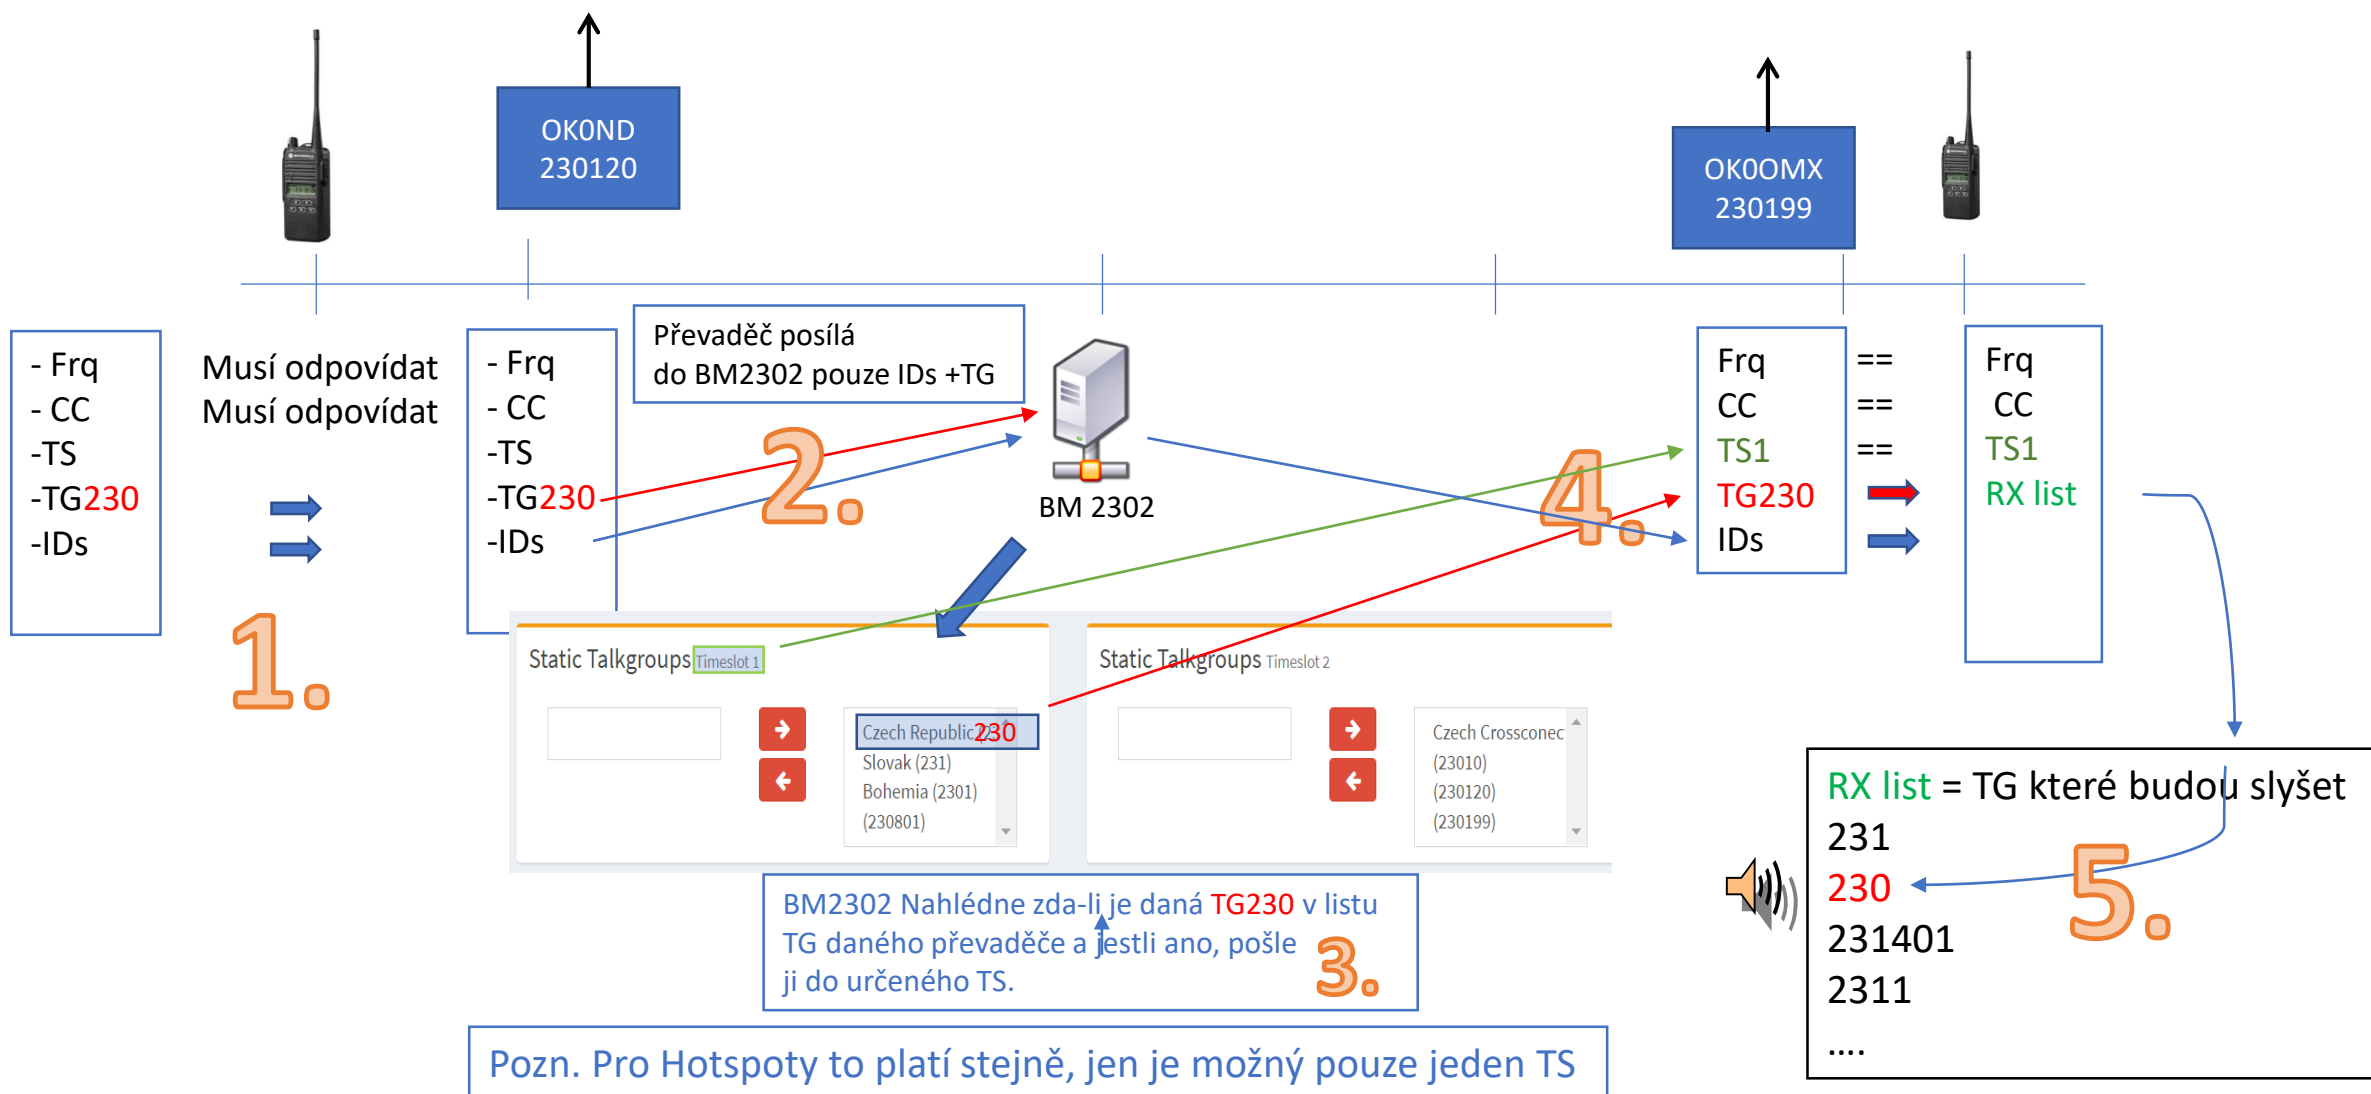 OK0ND
230120
OK0OMX
230199
- Frq
- CC
-TS
-TG230
-IDs
Musí odpovídat
Musí odpovídat
- Frq
- CC
-TS
-TG230
-IDs
Převaděč posílá
do BM2302 pouze IDs +TG
BM 2302
Frq
CC
TS1
TG230
IDs
==
==
==
Frq
CC
TS1
RX list
1.
2.
4.
Static Talkgroups Timeslot 1
Czech Republic (2
230
Slovak (231)
Bohemia (2301)
(230801)
Static Talkgroups Timeslot 2
Czech Crossconec
(23010)
(230120)
(230199)
BM2302 Nahlédne zda-li je daná TG230 v listu
TG daného převaděče a jestli ano, pošle
ji do určeného TS.
3.
RX list = TG které budou slyšet
231
230
231401
2311
....
5.
Pozn. Pro Hotspoty to platí stejně, jen je možný pouze jeden TS